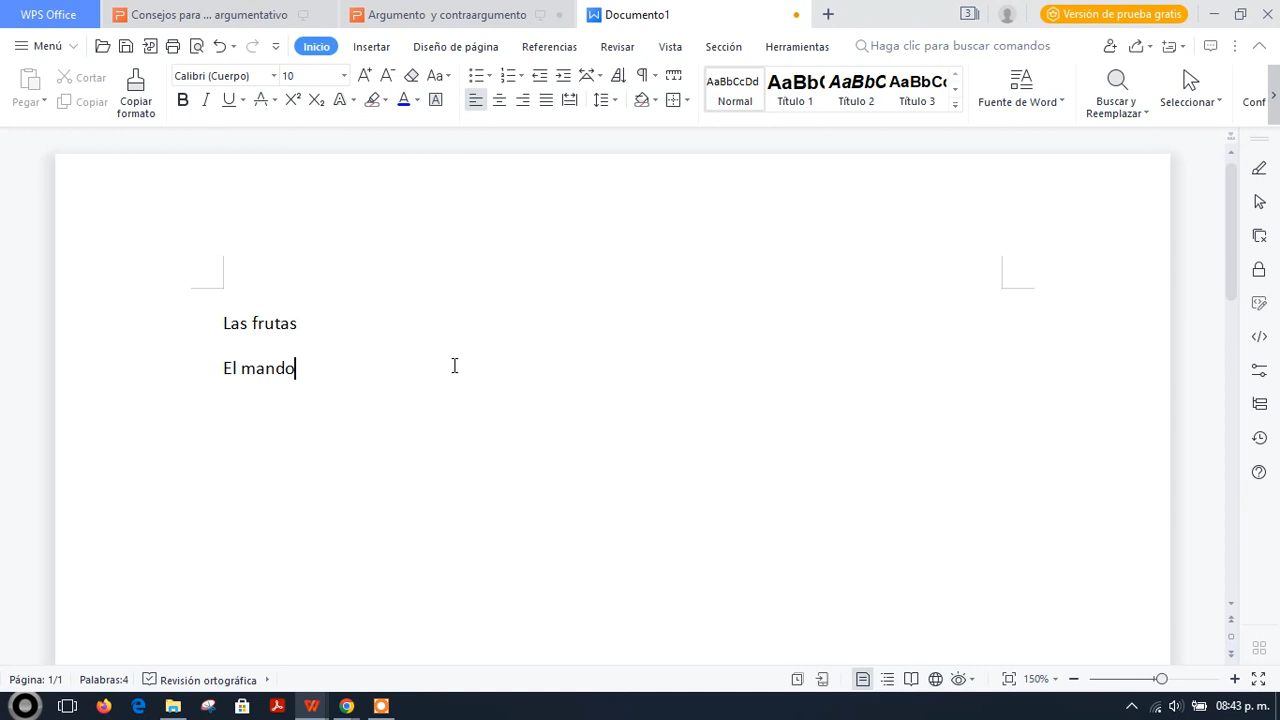 WPS Office
Consejos para ... argumentativo
Argumento y contraargumento
Documento1
Versión de prueba gratis
Menú
Inicio
Insertar
Diseño de página
Referencias
Revisar
Vista
Sección
Herramientas
Haga clic para buscar comandos
Pegar
Cortar
Copiar
Copiar formato
Calibri (Cuerpo)
10
AaBbCcDd
Normal
AaBb(
Título 1
AaBbC
Título 2
AaBbCc
Título 3
Fuente de Word
Buscar y Reemplazar
Seleccionar
Conf
Las frutas
El mando
Página: 1/1
Palabras:4
Revisión ortográfica
150%
08:43 p. m.